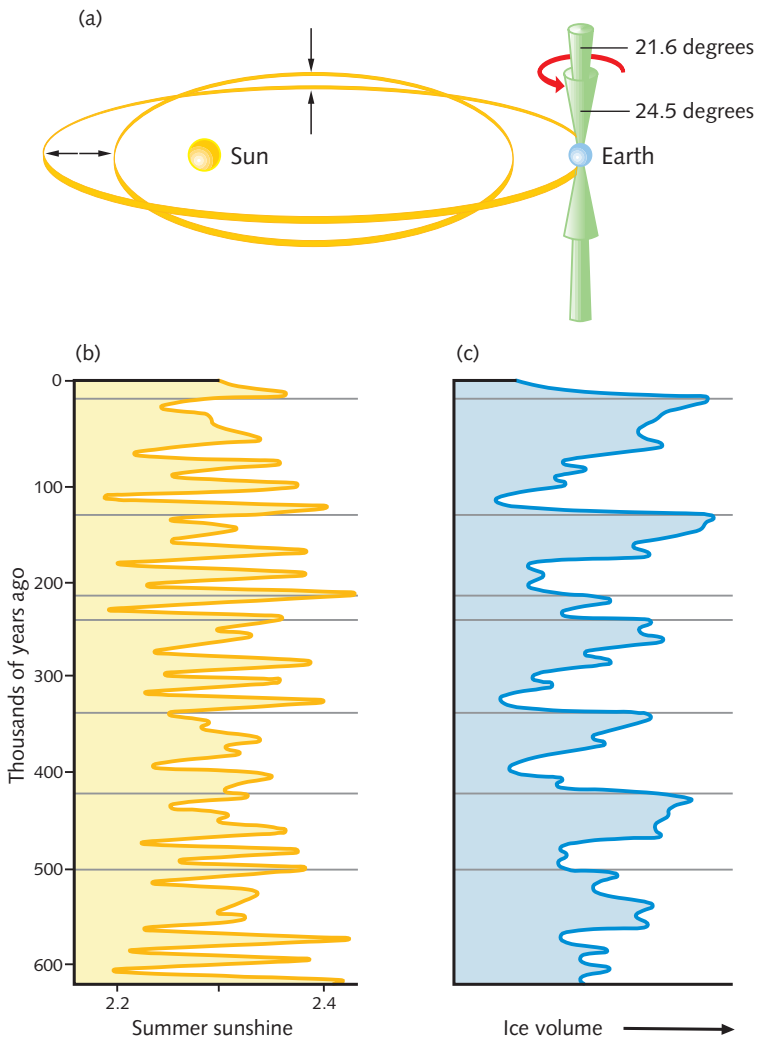 (a)
21.6 degrees
24.5 degrees
Sun
Earth
(b)
(c)
0
100
200
300
400
500
600
Thousands of years ago
2.2
2.4
Summer sunshine
Ice volume